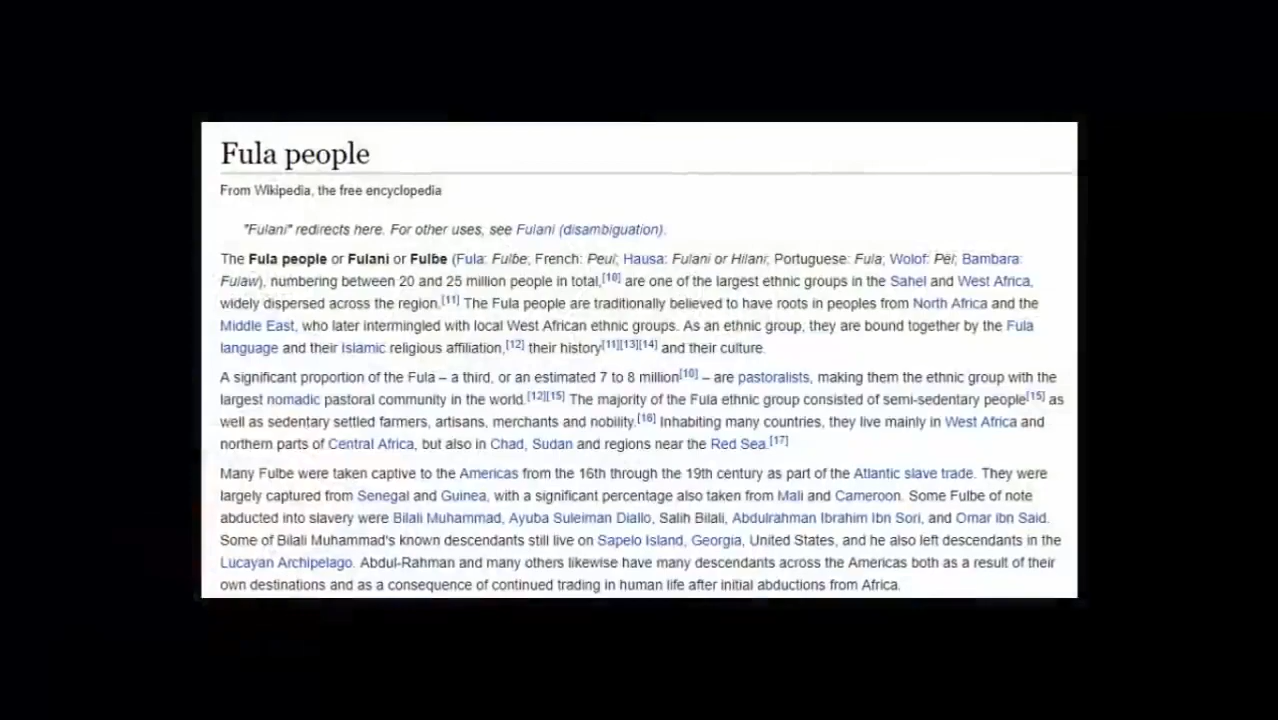 Fula people
From Wikipedia, the free encyclopedia
"Fulani" redirects here. For other uses, see Fulani (disambiguation).
The Fula people or Fulani or Fulɓe (Fula: Fulɓe; French: Peul; Hausa: Fulani or Hilani; Portuguese: Fula; Wolof: Pël; Bambara:
Fulaw), numbering between 20 and 25 million people in total,[10] are one of the largest ethnic groups in the Sahel and West Africa,
widely dispersed across the region.[11] The Fula people are traditionally believed to have roots in peoples from North Africa and the
Middle East, who later intermingled with local West African ethnic groups. As an ethnic group, they are bound together by the Fula
language and their Islamic religious affiliation,[12] their history[11][13][14] and their culture.
A significant proportion of the Fula – a third, or an estimated 7 to 8 million[10] – are pastoralists, making them the ethnic group with the
largest nomadic pastoral community in the world.[12][15] The majority of the Fula ethnic group consisted of semi-sedentary people[15] as
well as sedentary settled farmers, artisans, merchants and nobility.[16] Inhabiting many countries, they live mainly in West Africa and
northern parts of Central Africa, but also in Chad, Sudan and regions near the Red Sea.[17]
Many Fulbe were taken captive to the Americas from the 16th through the 19th century as part of the Atlantic slave trade. They were
largely captured from Senegal and Guinea, with a significant percentage also taken from Mali and Cameroon. Some Fulbe of note
abducted into slavery were Bilali Muhammad, Ayuba Suleiman Diallo, Salih Bilali, Abdulrahman Ibrahim Ibn Sori, and Omar ibn Said.
Some of Bilali Muhammad's known descendants still live on Sapelo Island, Georgia, United States, and he also left descendants in the
Lucayan Archipelago. Abdul-Rahman and many others likewise have many descendants across the Americas both as a result of their
own destinations and as a consequence of continued trading in human life after initial abductions from Africa.